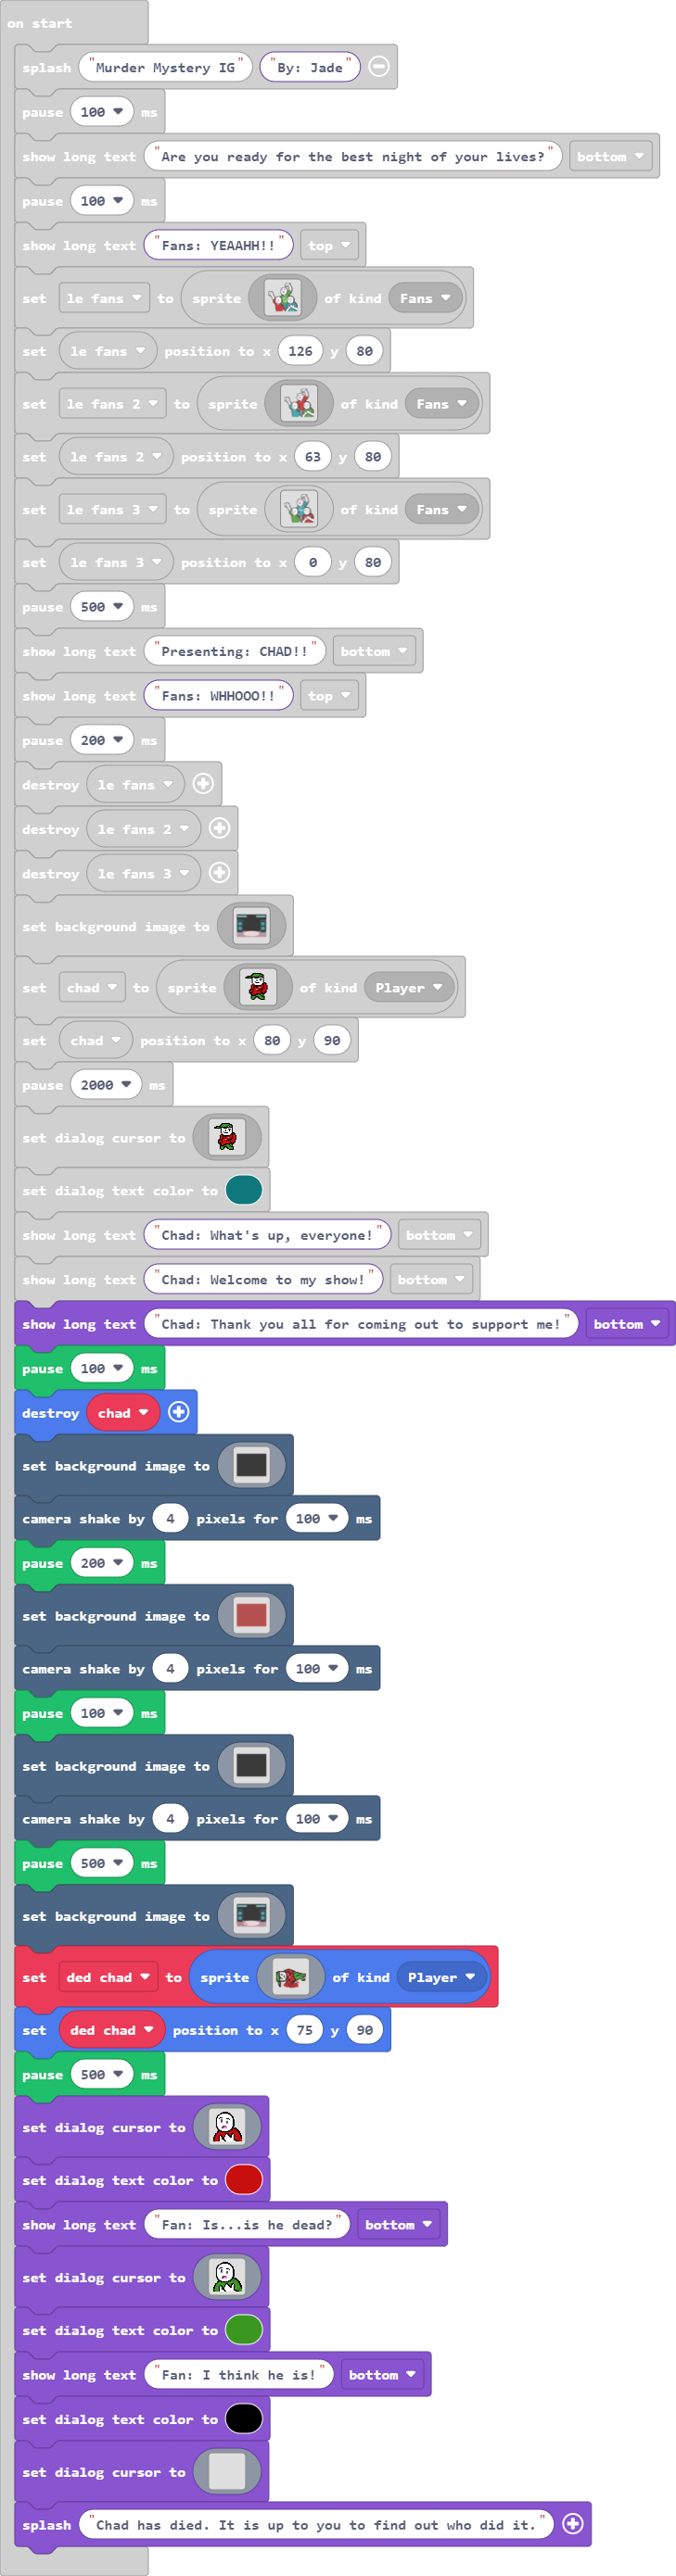 on start
splash "Murder Mystery IG" "By: Jade"
pause 100 ms
show long text "Are you ready for the best night of your lives?" bottom
pause 100 ms
show long text "Fans: YEAAHH!!" top
set le fans to sprite of kind Fans
set le fans position to x 126 y 80
set le fans 2 to sprite of kind Fans
set le fans 2 position to x 63 y 80
set le fans 3 to sprite of kind Fans
set le fans 3 position to x 0 y 80
pause 500 ms
show long text "Presenting: CHAD!!" bottom
show long text "Fans: WHHOOO!!" top
pause 200 ms
destroy le fans
destroy le fans 2
destroy le fans 3
set background image to
set chad to sprite of kind Player
set chad position to x 80 y 90
pause 2000 ms
set dialog cursor to
set dialog text color to
show long text "Chad: What's up, everyone!" bottom
show long text "Chad: Welcome to my show!" bottom
show long text "Chad: Thank you all for coming out to support me!" bottom
pause 100 ms
destroy chad
set background image to
camera shake by 4 pixels for 100 ms
pause 200 ms
set background image to
camera shake by 4 pixels for 100 ms
pause 100 ms
set background image to
camera shake by 4 pixels for 100 ms
pause 500 ms
set background image to
set ded chad to sprite of kind Player
set ded chad position to x 75 y 90
pause 500 ms
set dialog cursor to
set dialog text color to
show long text "Fan: Is...is he dead?" bottom
set dialog cursor to
set dialog text color to
show long text "Fan: I think he is!" bottom
set dialog text color to
set dialog cursor to
splash "Chad has died. It is up to you to find out who did it."